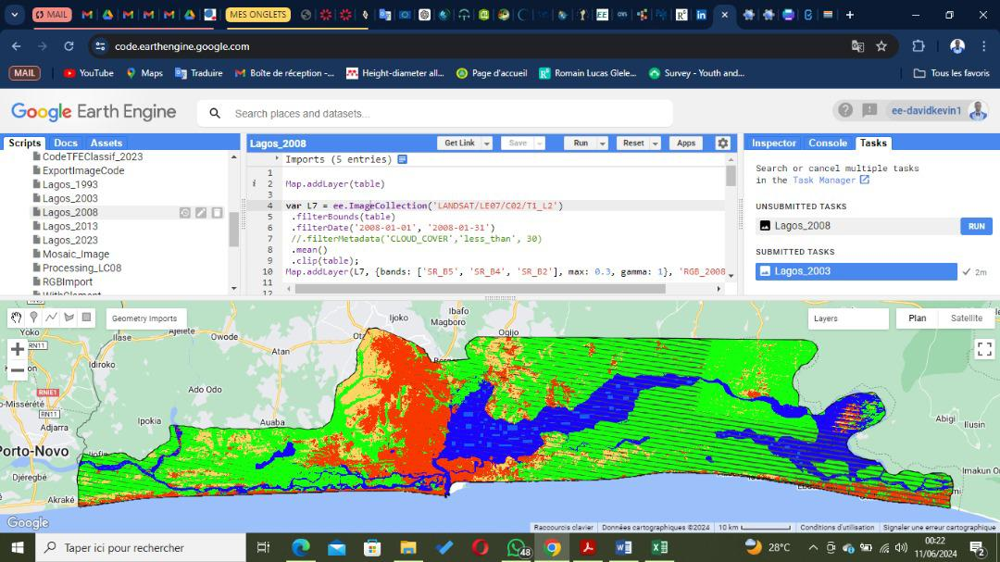 MAIL
MES ONGLETS
code.earthengine.google.com
MAIL
YouTube
Maps
Traduire
Boîte de réception -...
Height-diameter all...
Page d'accueil
Romain Lucas Glele...
Survey - Youth and...
Tous les favoris
Google Earth Engine
Search places and datasets...
ee-davidkevin1
Scripts
Docs
Assets
CodeTFEClassif_2023
ExportImageCode
Lagos_1993
Lagos_2003
Lagos_2008
Lagos_2013
Lagos_2023
Mosaic_Image
Processing_LC08
RGBImport
WithClement
Lagos_2008
Get Link
Save
Run
Reset
Apps
Imports (5 entries)
1
2 Map.addLayer(table)
3
4 var L7 = ee.ImageCollection('LANDSAT/LE07/C02/T1_L2')
5 .filterBounds(table)
6 .filterDate('2008-01-01', '2008-01-31')
7 //.filterMetadata('CLOUD_COVER','less_than', 30)
8 .mean()
9 .clip(table);
10 Map.addLayer(L7, {bands: ['SR_B5', 'SR_B4', 'SR_B2'], max: 0.3, gamma: 1}, 'RGB_2008
11
12
Inspector
Console
Tasks
Search or cancel multiple tasks
in the Task Manager
UNSUBMITTED TASKS
Lagos_2008
RUN
SUBMITTED TASKS
Lagos_2003
2m
Geometry Imports
Layers
Plan
Satellite
Yoko
Ilase
Ajelete
Owode
Ijoko
Ibafo
Magboro
Ogijo
RN11
Idiroko
Atan
RNIE1
Ado Odo
RN11
o-Missérété
Adjarra
Ipokia
Auaba
Abigi
Ilusin
Porto-Novo
Djèrègbé
Akraké
Imakun O
Google
Raccourcis clavier
Données cartographiques ©2024
10 km
Conditions d'utilisation
Signaler une erreur cartographique
Taper ici pour rechercher
48
28°C
00:22
11/06/2024
2